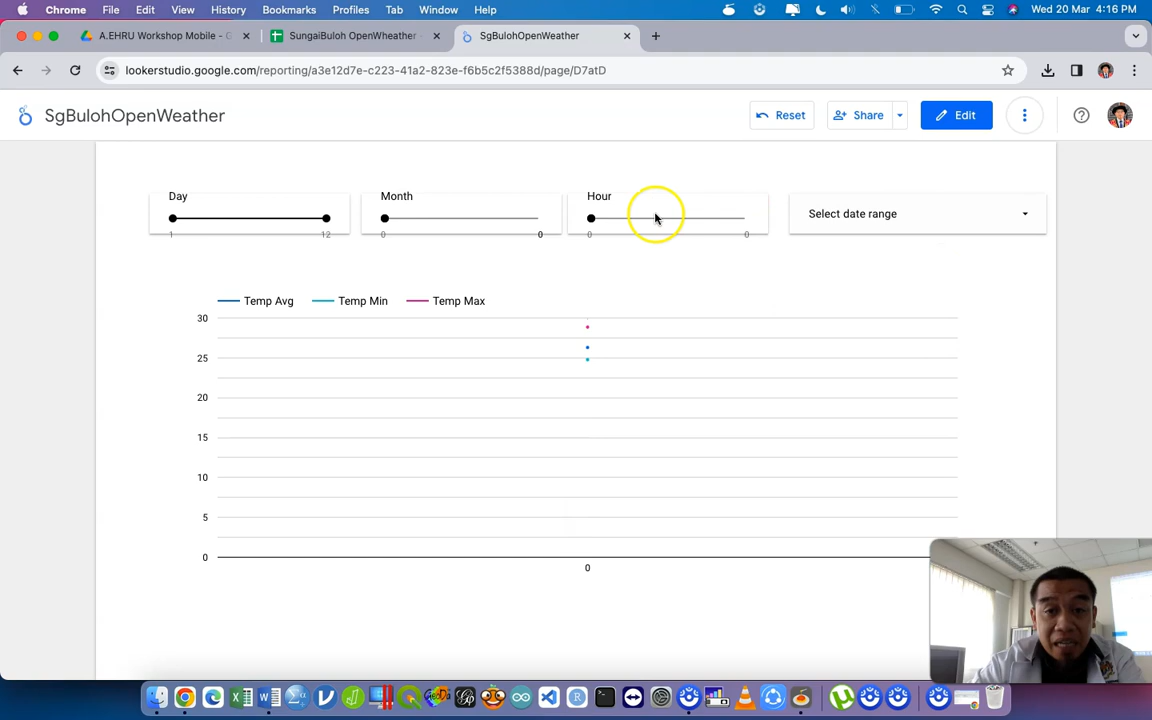 Chrome File Edit View History Bookmarks Profiles Tab Window Help Wed 20 Mar 4:16 PM
A.EHRU Workshop Mobile - G
SungaiBuloh OpenWheather -
SgBulohOpenWeather
lookerstudio.google.com/reporting/a3e12d7e-c223-41a2-823e-f6b5c2f5388d/page/D7atD
SgBulohOpenWeather
Reset
Share
Edit
Day
Month
Hour
Select date range
1 12 0 0 0 0
Temp Avg Temp Min Temp Max
30
25
20
15
10
5
0
0